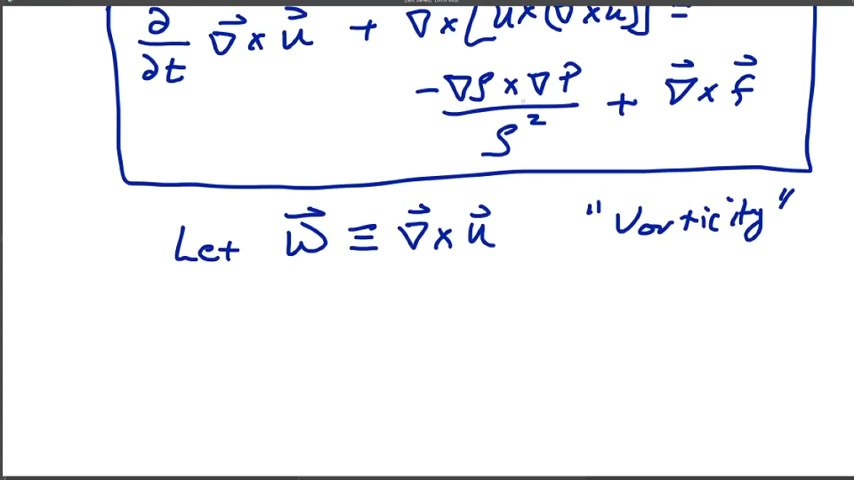 ∂/∂t ∇⃗ × u⃗ + ∇ × [u × (∇ × u)] =
-∇ρ × ∇P / ρ² + ∇⃗ × f⃗
Let w⃗ ≡ ∇⃗ × u⃗ "Vorticity"